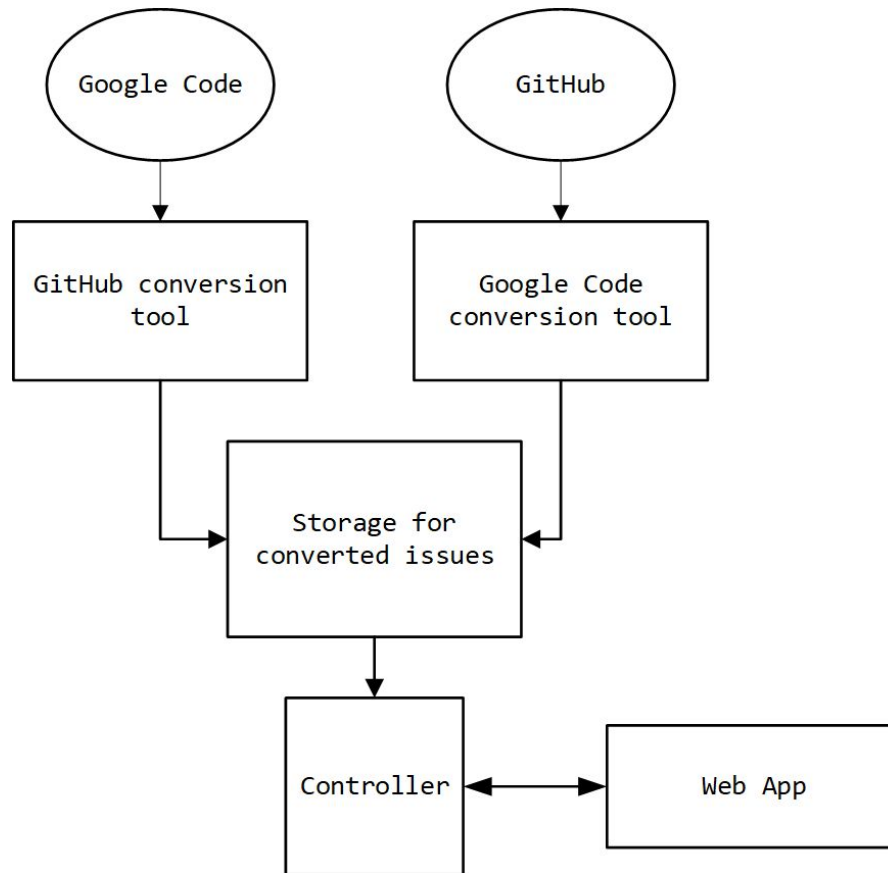 Google Code
GitHub
GitHub conversion
tool
Google Code
conversion tool
Storage for
converted issues
Controller
Web App